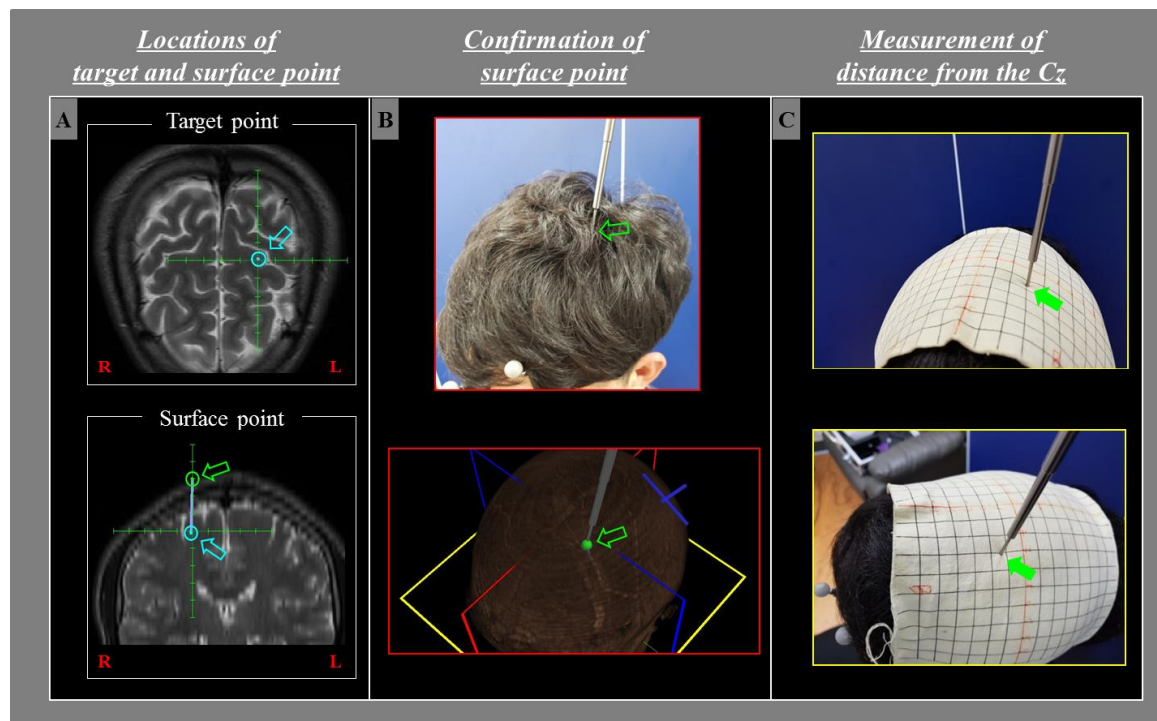 Locations of
target and surface point
Confirmation of
surface point
Measurement of
distance from the Cz
A
Target point
R
L
Surface point
R
L
B
C